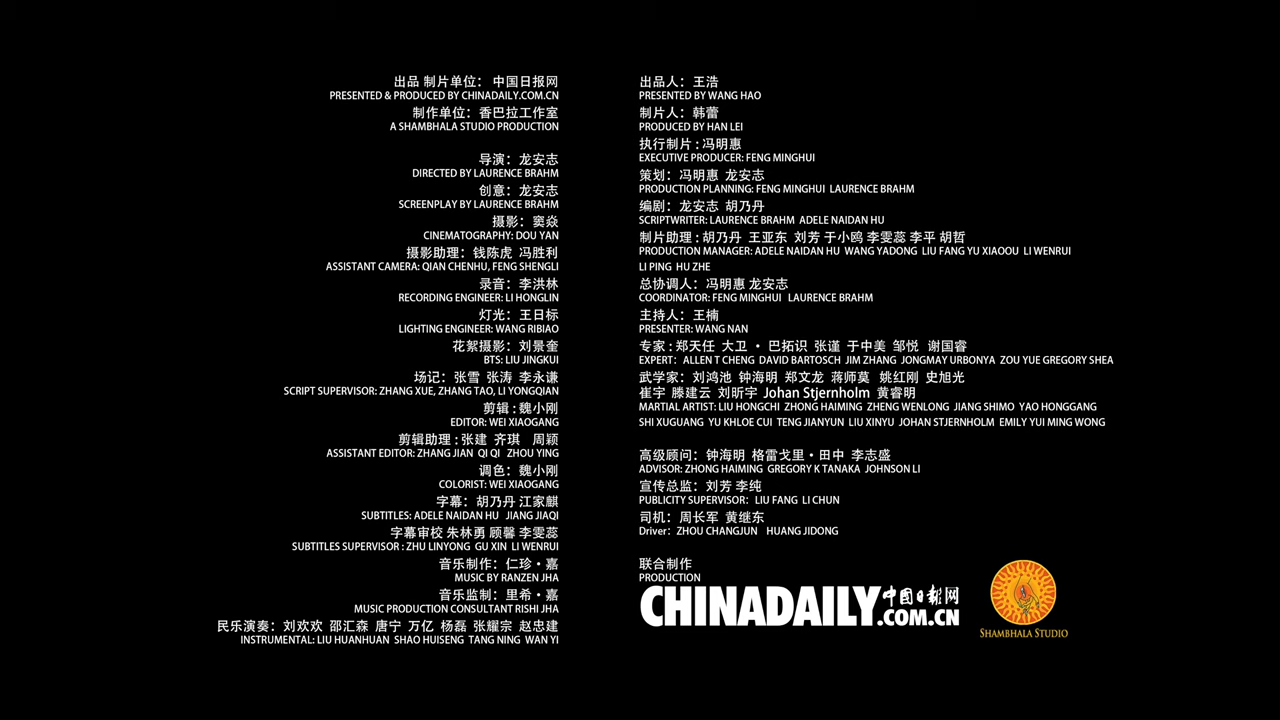 出品 制片单位： 中国日报网
PRESENTED & PRODUCED BY CHINADAILY.COM.CN
制作单位：香巴拉工作室
A SHAMBHALA STUDIO PRODUCTION
导演：龙安志
DIRECTED BY LAURENCE BRAHM
创意：龙安志
SCREENPLAY BY LAURENCE BRAHM
摄影：窦焱
CINEMATOGRAPHY: DOU YAN
摄影助理：钱陈虎 冯胜利
ASSISTANT CAMERA: QIAN CHENHU, FENG SHENGLI
录音：李洪林
RECORDING ENGINEER: LI HONGLIN
灯光：王日标
LIGHTING ENGINEER: WANG RIBIAO
花絮摄影：刘景奎
BTS: LIU JINGKUI
场记：张雪 张涛 李永谦
SCRIPT SUPERVISOR: ZHANG XUE, ZHANG TAO, LI YONGQIAN
剪辑 : 魏小刚
EDITOR: WEI XIAOGANG
剪辑助理 : 张建 齐琪 周颖
ASSISTANT EDITOR: ZHANG JIAN QI QI ZHOU YING
调色：魏小刚
COLORIST: WEI XIAOGANG
字幕：胡乃丹 江家麒
SUBTITLES: ADELE NAIDAN HU JIANG JIAQI
字幕审校 朱林勇 顾馨 李雯蕊
SUBTITLES SUPERVISOR : ZHU LINYONG GU XIN LI WENRUI
音乐制作：仁珍·嘉
MUSIC BY RANZEN JHA
音乐监制：里希·嘉
MUSIC PRODUCTION CONSULTANT RISHI JHA
民乐演奏：刘欢欢 邵汇森 唐宁 万亿 杨磊 张耀宗 赵忠建
INSTRUMENTAL: LIU HUANHUAN SHAO HUISENG TANG NING WAN YI
出品人：王浩
PRESENTED BY WANG HAO
制片人：韩蕾
PRODUCED BY HAN LEI
执行制片 : 冯明惠
EXECUTIVE PRODUCER: FENG MINGHUI
策划：冯明惠 龙安志
PRODUCTION PLANNING: FENG MINGHUI LAURENCE BRAHM
编剧：龙安志 胡乃丹
SCRIPTWRITER: LAURENCE BRAHM ADELE NAIDAN HU
制片助理 : 胡乃丹 王亚东 刘芳 于小鸥 李雯蕊 李平 胡哲
PRODUCTION MANAGER: ADELE NAIDAN HU WANG YADONG LIU FANG YU XIAOOU LI WENRUI
LI PING HU ZHE
总协调人：冯明惠 龙安志
COORDINATOR: FENG MINGHUI LAURENCE BRAHM
主持人：王楠
PRESENTER: WANG NAN
专家 : 郑天任 大卫 · 巴拓识 张谨 于中美 邹悦 谢国睿
EXPERT: ALLEN T CHENG DAVID BARTOSCH JIM ZHANG JONGMAY URBONYA ZOU YUE GREGORY SHEA
武学家：刘鸿池 钟海明 郑文龙 蒋师莫 姚红刚 史旭光
崔宇 滕建云 刘昕宇 Johan Stjernholm 黄睿明
MARTIAL ARTIST: LIU HONGCHI ZHONG HAIMING ZHENG WENLONG JIANG SHIMO YAO HONGGANG
SHI XUGUANG YU KHLOE CUI TENG JIANYUN LIU XINYU JOHAN STJERNHOLM EMILY YUI MING WONG
高级顾问：钟海明 格雷戈里·田中 李志盛
ADVISOR: ZHONG HAIMING GREGORY K TANAKA JOHNSON LI
宣传总监：刘芳 李纯
PUBLICITY SUPERVISOR: LIU FANG LI CHUN
司机：周长军 黄继东
Driver: ZHOU CHANGJUN HUANG JIDONG
联合制作
PRODUCTION
CHINADAILY 中国日报网
.COM.CN
SHAMBHALA STUDIO